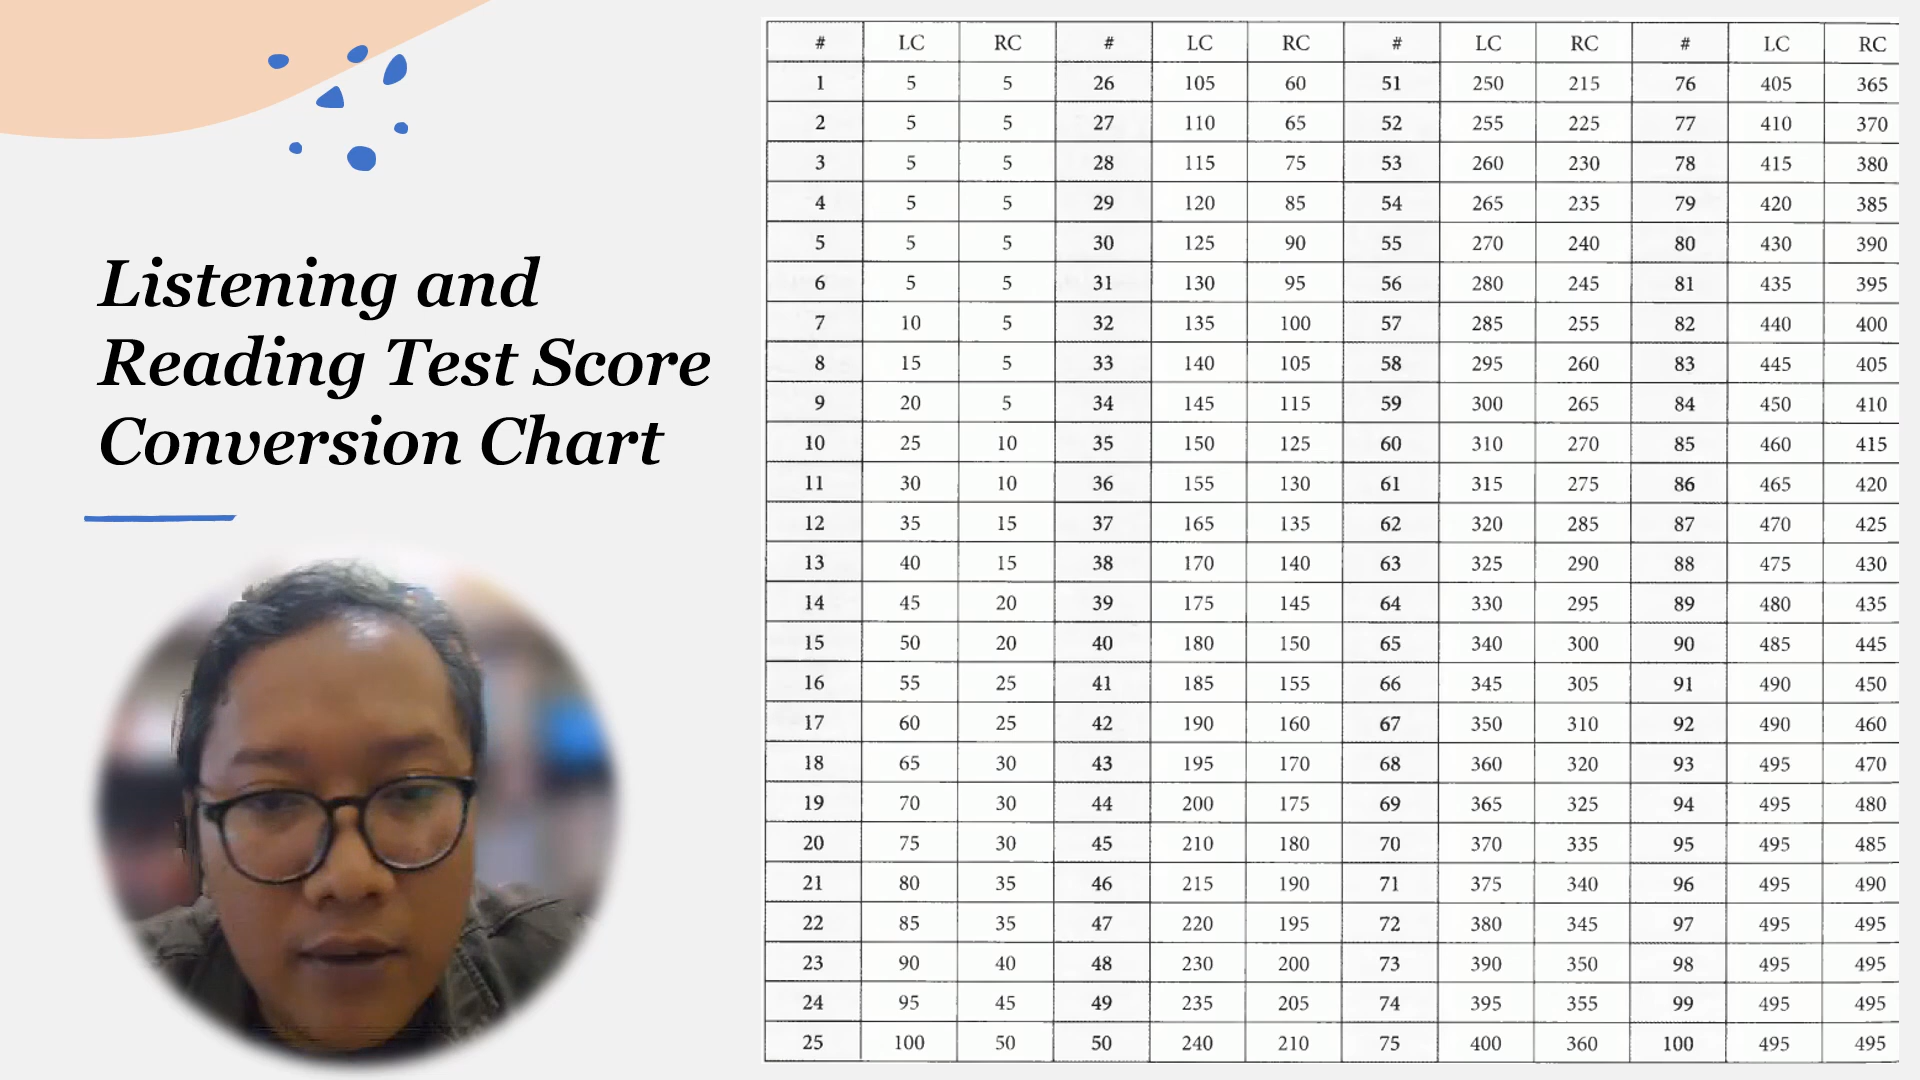 Listening and
Reading Test Score
Conversion Chart
# LC RC # LC RC # LC RC # LC RC
1 5 5 26 105 60 51 250 215 76 405 365
2 5 5 27 110 65 52 255 225 77 410 370
3 5 5 28 115 75 53 260 230 78 415 380
4 5 5 29 120 85 54 265 235 79 420 385
5 5 5 30 125 90 55 270 240 80 430 390
6 5 5 31 130 95 56 280 245 81 435 395
7 10 5 32 135 100 57 285 255 82 440 400
8 15 5 33 140 105 58 295 260 83 445 405
9 20 5 34 145 115 59 300 265 84 450 410
10 25 10 35 150 125 60 310 270 85 460 415
11 30 10 36 155 130 61 315 275 86 465 420
12 35 15 37 165 135 62 320 285 87 470 425
13 40 15 38 170 140 63 325 290 88 475 430
14 45 20 39 175 145 64 330 295 89 480 435
15 50 20 40 180 150 65 340 300 90 485 445
16 55 25 41 185 155 66 345 305 91 490 450
17 60 25 42 190 160 67 350 310 92 490 460
18 65 30 43 195 170 68 360 320 93 495 470
19 70 30 44 200 175 69 365 325 94 495 480
20 75 30 45 210 180 70 370 335 95 495 485
21 80 35 46 215 190 71 375 340 96 495 490
22 85 35 47 220 195 72 380 345 97 495 495
23 90 40 48 230 200 73 390 350 98 495 495
24 95 45 49 235 205 74 395 355 99 495 495
25 100 50 50 240 210 75 400 360 100 495 495